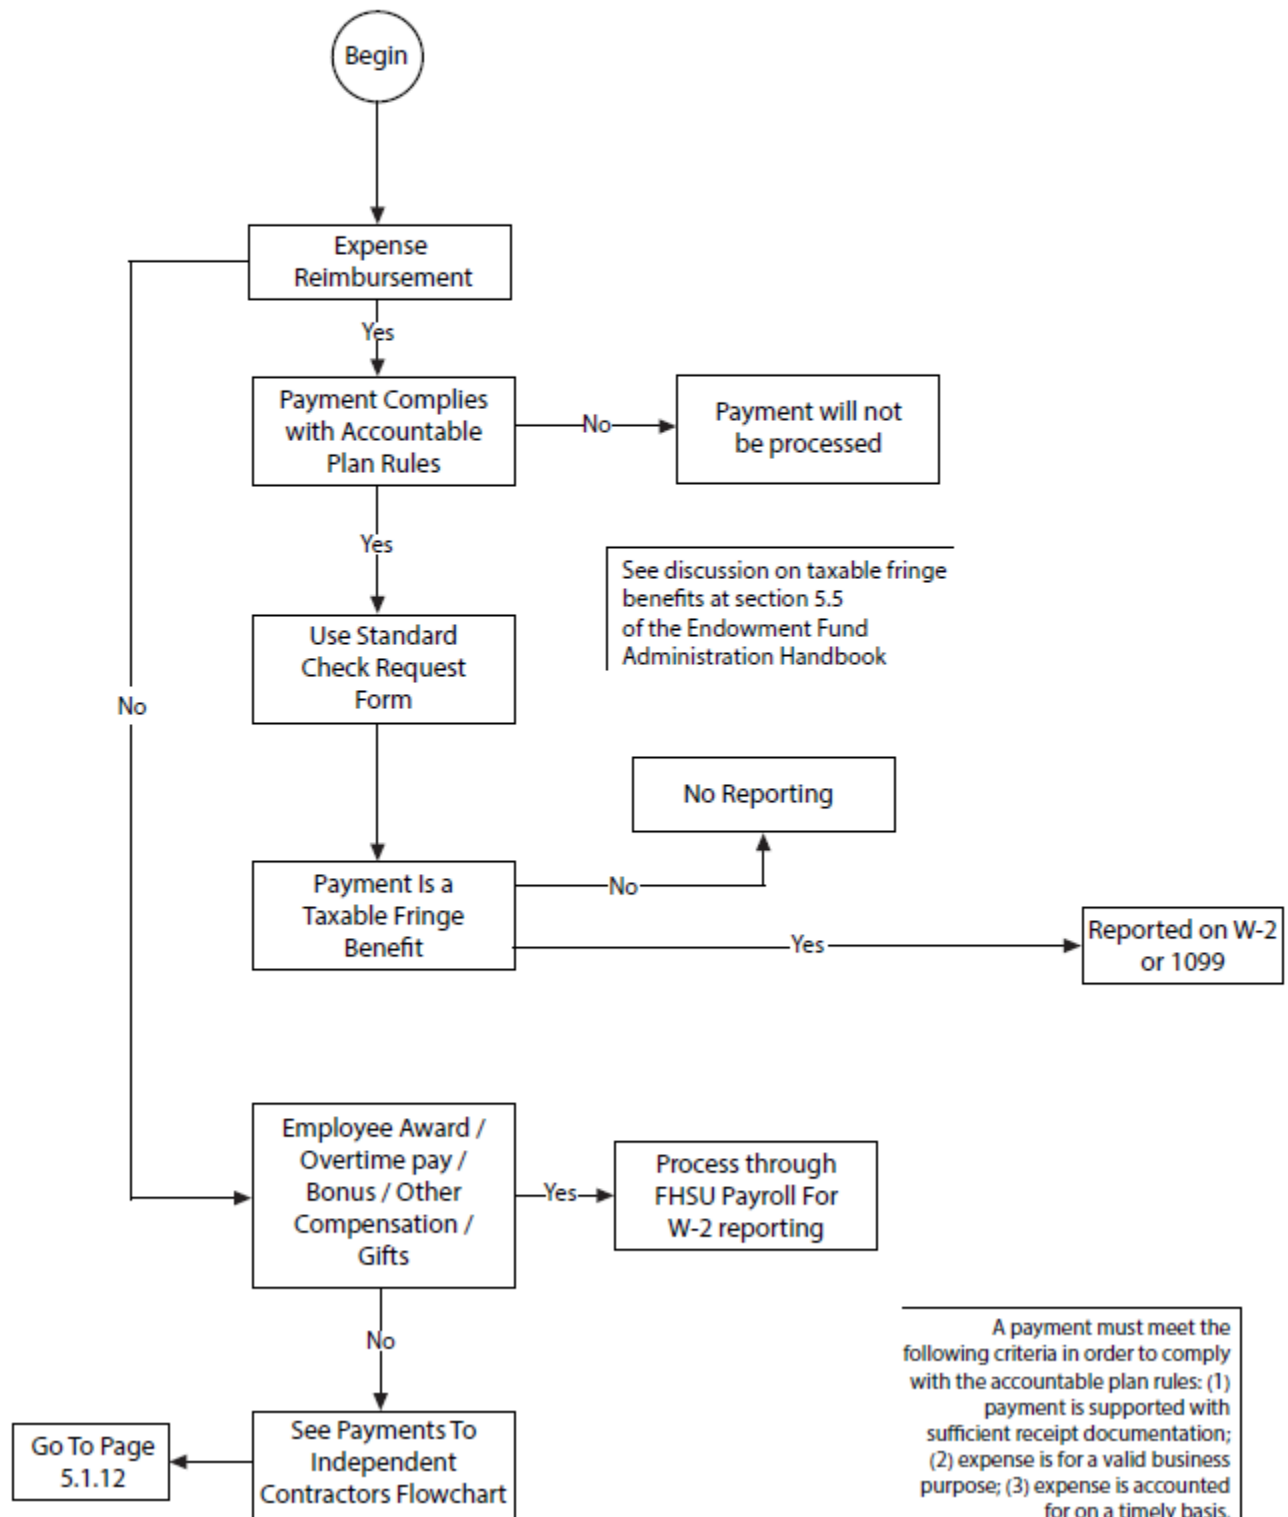 Begin
Expense
Reimbursement
Yes
Payment Complies
with Accountable
Plan Rules
No
Payment will not
be processed
Yes
See discussion on taxable fringe
benefits at section 5.5
of the Endowment Fund
Administration Handbook
Use Standard
Check Request
Form
No
No Reporting
Payment Is a
Taxable Fringe
Benefit
No
Yes
Reported on W-2
or 1099
Employee Award /
Overtime pay /
Bonus / Other
Compensation /
Gifts
Yes
Process through
FHSU Payroll For
W-2 reporting
No
See Payments To
Independent
Contractors Flowchart
Go To Page
5.1.12
A payment must meet the
following criteria in order to comply
with the accountable plan rules: (1)
payment is supported with
sufficient receipt documentation;
(2) expense is for a valid business
purpose; (3) expense is accounted
for on a timely basis.